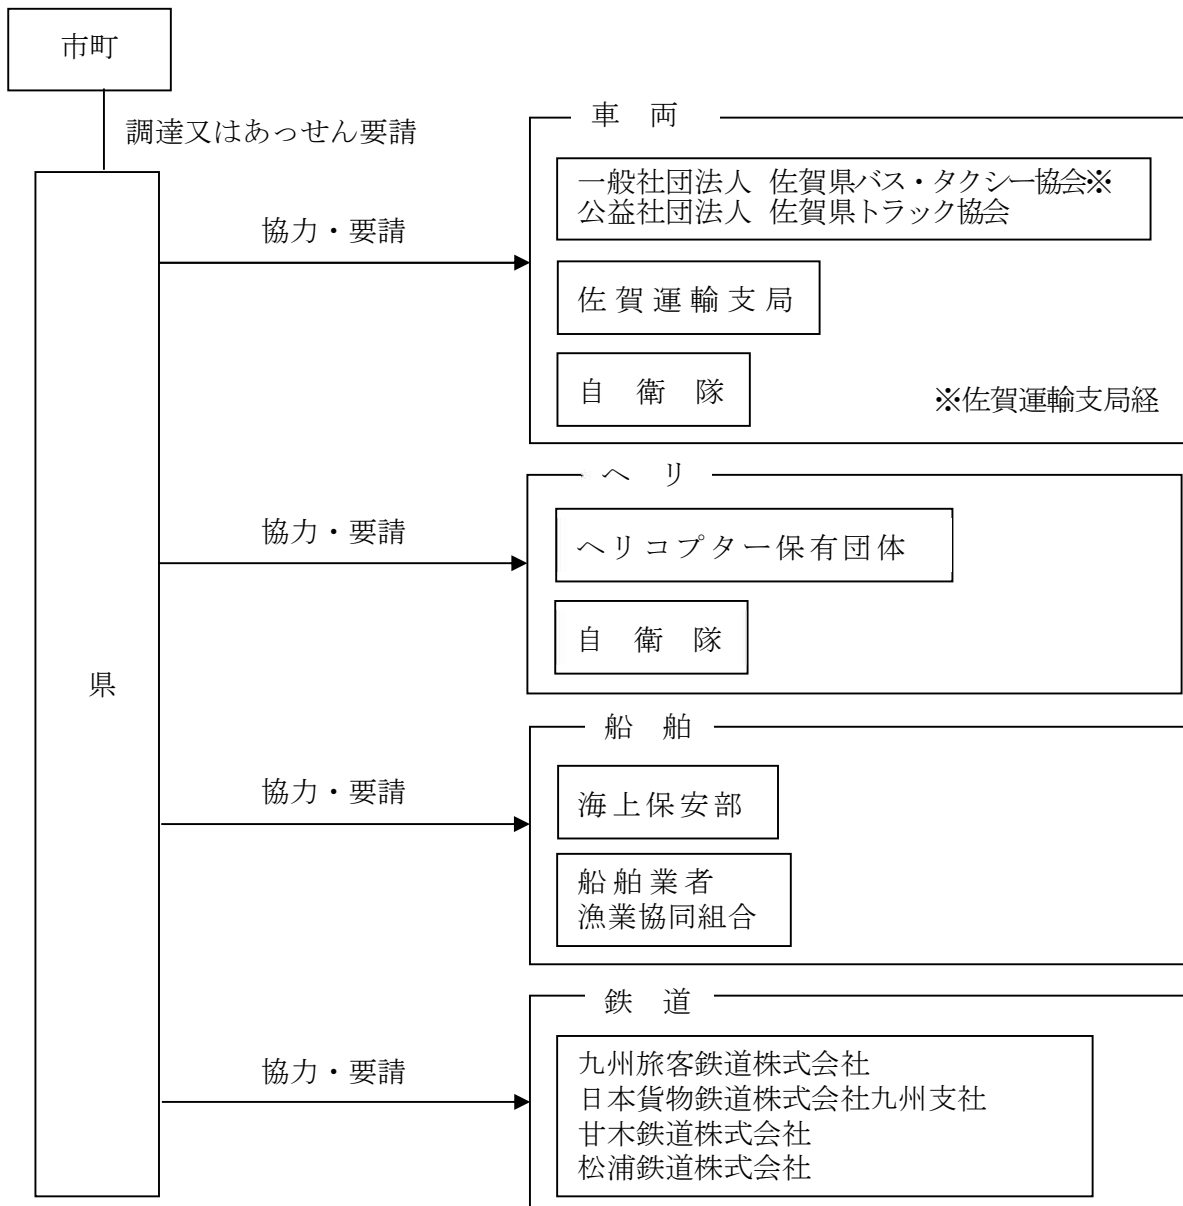 市町
調達又はあっせん要請
県
協力・要請
車 両
一般社団法人 佐賀県バス・タクシー協会※
公益社団法人 佐賀県トラック協会
佐賀運輸支局
自 衛 隊
※佐賀運輸支局経
協力・要請
ヘ リ
ヘリコプター保有団体
自 衛 隊
協力・要請
船 舶
海上保安部
船舶業者
漁業協同組合
協力・要請
鉄 道
九州旅客鉄道株式会社
日本貨物鉄道株式会社九州支社
甘木鉄道株式会社
松浦鉄道株式会社